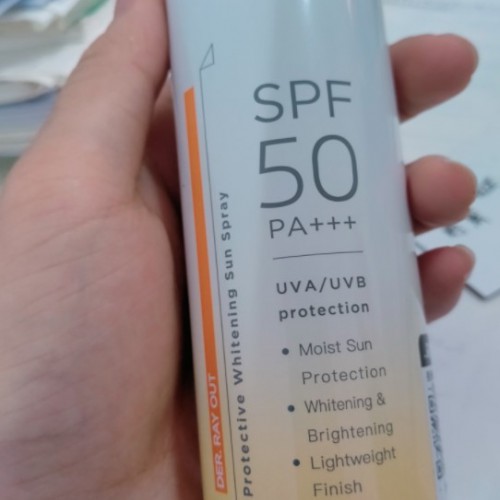 SPF
50
PA+++
UVA/UVB
protection
• Moist Sun
Protection
• Whitening &
Brightening
• Lightweight
Finish
DER. RAY OUT
Protective Whitening Sun Spray